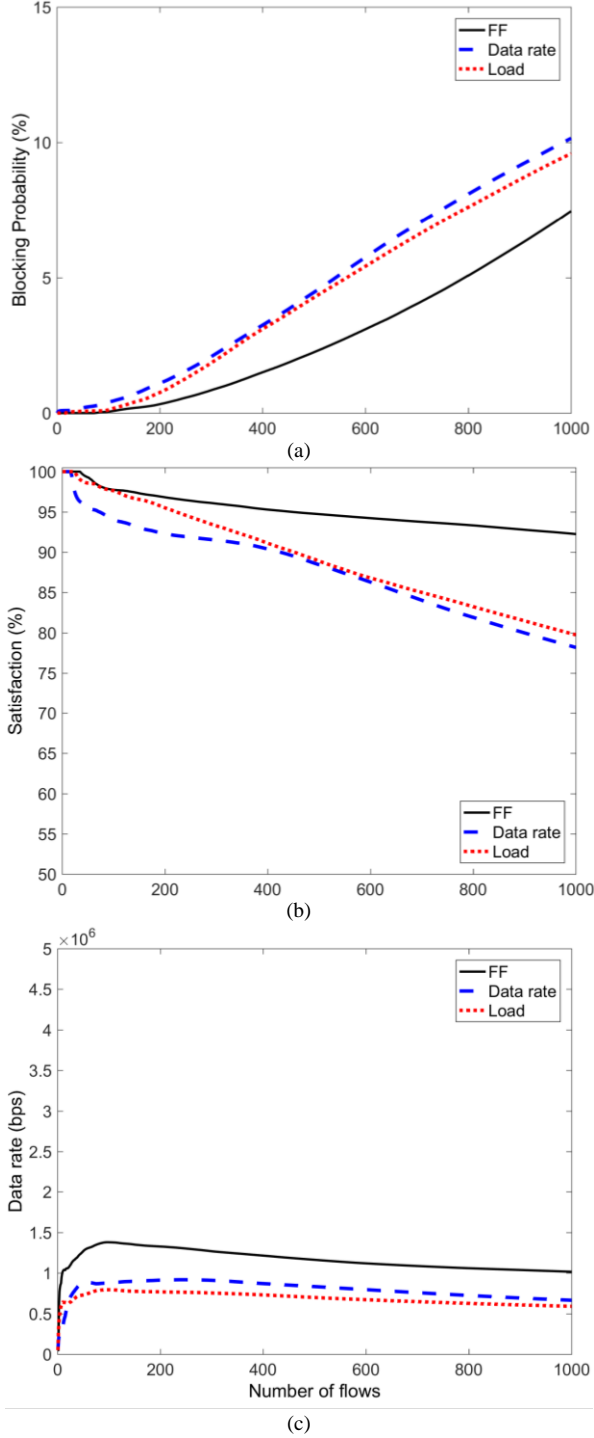 15
10
5
0
Blocking Probability (%)
FF
Data rate
Load
0 200 400 600 800 1000
(a)
100
95
90
85
80
75
70
65
60
55
50
Satisfaction (%)
FF
Data rate
Load
0 200 400 600 800 1000
(b)
×10⁶
5
4.5
4
3.5
3
2.5
2
1.5
1
0.5
0
Data rate (bps)
FF
Data rate
Load
0 200 400 600 800 1000
Number of flows
(c)